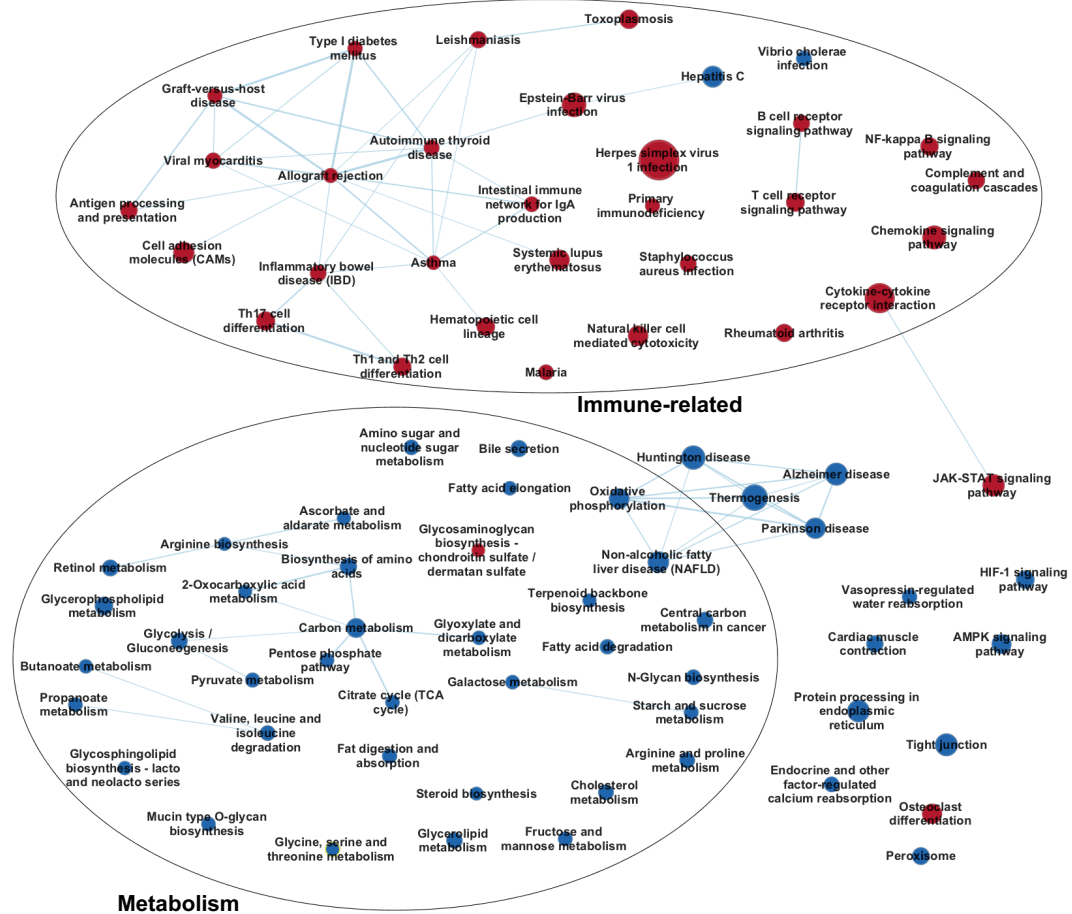 Toxoplasmosis
Type I diabetes
mellitus
Leishmaniasis
Vibrio cholerae
infection
Hepatitis C
Graft-versus-host
disease
Epstein-Barr virus
infection
B cell receptor
signaling pathway
NF-kappa B signaling
pathway
Autoimmune thyroid
disease
Viral myocarditis
Herpes simplex virus
1 infection
Allograft rejection
Complement and
coagulation cascades
Intestinal immune
network for IgA
production
Primary
immunodeficiency
T cell receptor
signaling pathway
Antigen processing
and presentation
Chemokine signaling
pathway
Cell adhesion
molecules (CAMs)
Systemic lupus
erythematosus
Staphylococcus
aureus infection
Inflammatory bowel
disease (IBD)
Asthma
Cytokine-cytokine
receptor interaction
Th17 cell
differentiation
Hematopoietic cell
lineage
Natural killer cell
mediated cytotoxicity
Rheumatoid arthritis
Th1 and Th2 cell
differentiation
Malaria
Immune-related
Amino sugar and
nucleotide sugar
metabolism
Bile secretion
Huntington disease
Alzheimer disease
Fatty acid elongation
Oxidative
phosphorylation
Thermogenesis
JAK-STAT signaling
pathway
Ascorbate and
aldarate metabolism
Glycosaminoglycan
biosynthesis -
chondroitin sulfate /
dermatan sulfate
Parkinson disease
Arginine biosynthesis
Retinol metabolism
Biosynthesis of amino
acids
Non-alcoholic fatty
liver disease (NAFLD)
HIF-1 signaling
pathway
2-Oxocarboxylic acid
metabolism
Glycerophospholipid
metabolism
Terpenoid backbone
biosynthesis
Vasopressin-regulated
water reabsorption
Central carbon
metabolism in cancer
Carbon metabolism
Glyoxylate and
dicarboxylate
metabolism
Glycolysis /
Gluconeogenesis
Fatty acid degradation
Cardiac muscle
contraction
AMPK signaling
pathway
Pentose phosphate
pathway
Butanoate metabolism
Pyruvate metabolism
Galactose metabolism
N-Glycan biosynthesis
Propanoate
metabolism
Citrate cycle (TCA
cycle)
Starch and sucrose
metabolism
Protein processing in
endoplasmic
reticulum
Valine, leucine and
isoleucine
degradation
Tight junction
Fat digestion and
absorption
Arginine and proline
metabolism
Glycosphingolipid
biosynthesis - lacto
and neolacto series
Endocrine and other
factor-regulated
calcium reabsorption
Steroid biosynthesis
Cholesterol
metabolism
Osteoclast
differentiation
Mucin type O-glycan
biosynthesis
Glycine, serine and
threonine metabolism
Glycerolipid
metabolism
Fructose and
mannose metabolism
Peroxisome
Metabolism